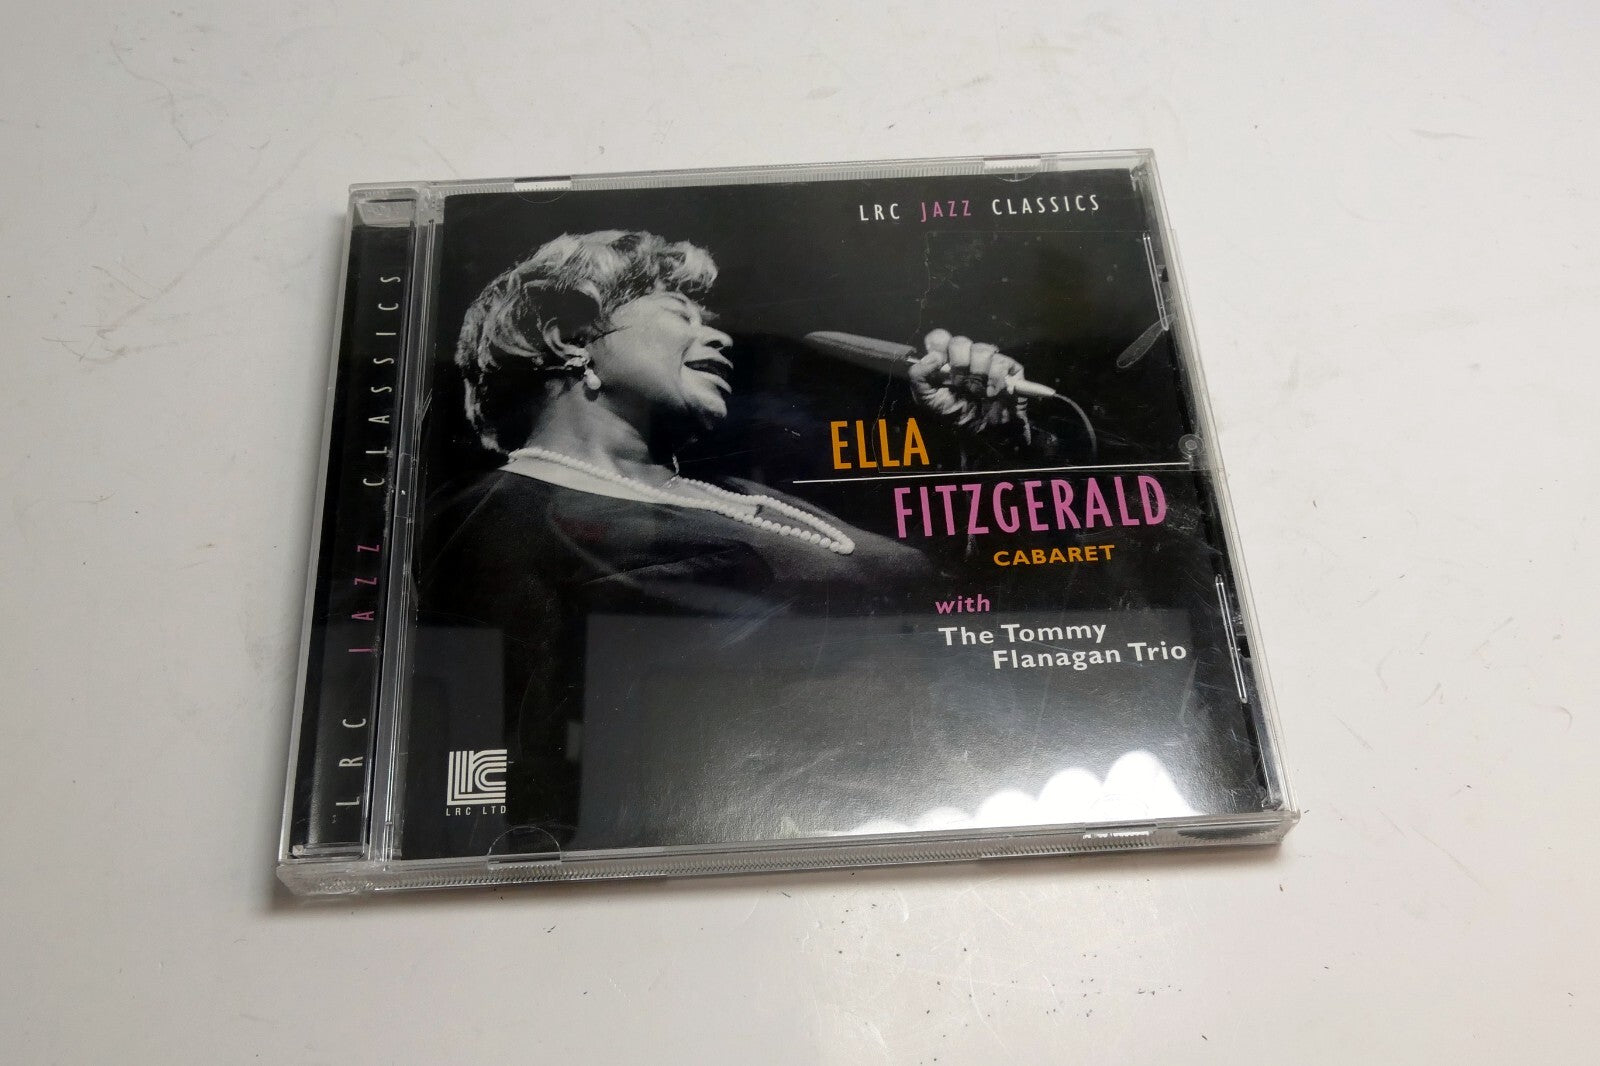 LRC JAZZ CLASSICS
LRC JAZZ CLASSICS
ELLA
FITZGERALD
CABARET
with
The Tommy
Flanagan Trio
LRC
LRC LTD